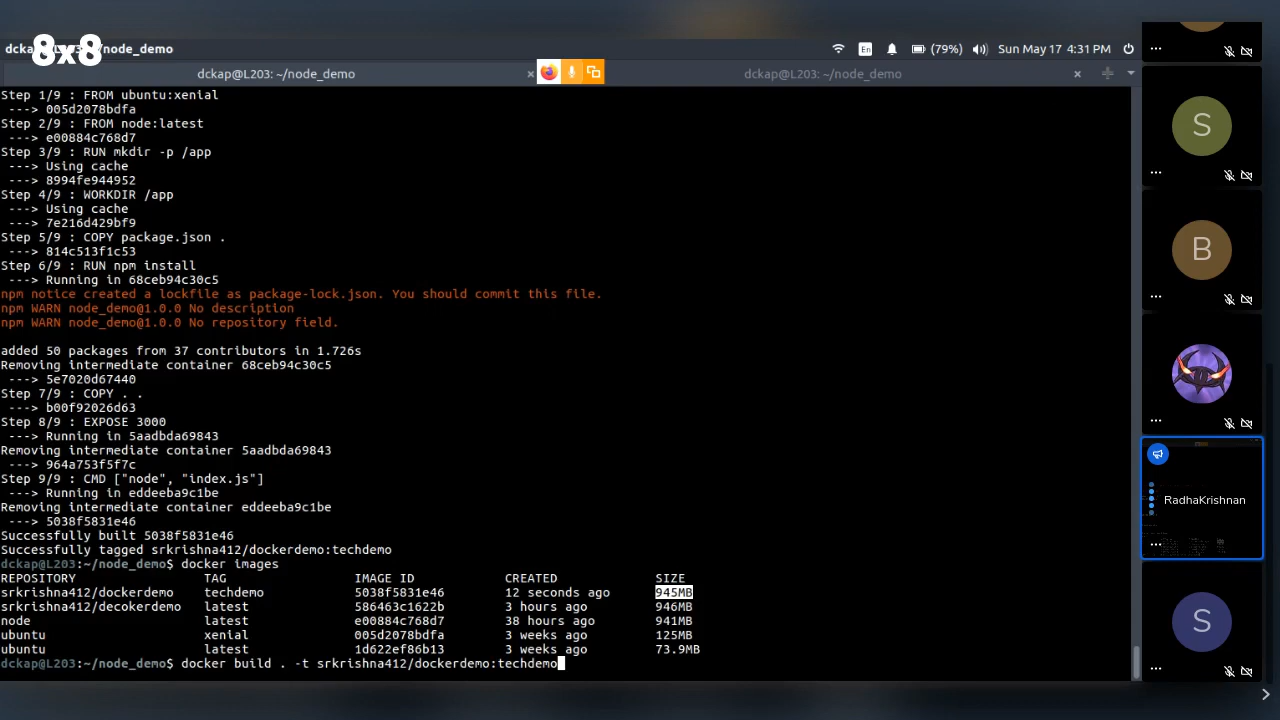 8x8
dcka : ~/node_demo
En
(79%)
Sun May 17 4:31 PM
dckap@L203: ~/node_demo ×
dckap@L203: ~/node_demo ×
Step 1/9 : FROM ubuntu:xenial
---> 005d2078bdfa
Step 2/9 : FROM node:latest
---> e00884c768d7
Step 3/9 : RUN mkdir -p /app
---> Using cache
---> 8994fe944952
Step 4/9 : WORKDIR /app
---> Using cache
---> 7e216d429bf9
Step 5/9 : COPY package.json .
---> 814c513f1c53
Step 6/9 : RUN npm install
---> Running in 68ceb94c30c5
npm notice created a lockfile as package-lock.json. You should commit this file.
npm WARN node_demo@1.0.0 No description
npm WARN node_demo@1.0.0 No repository field.
added 50 packages from 37 contributors in 1.726s
Removing intermediate container 68ceb94c30c5
---> 5e7020d67440
Step 7/9 : COPY . .
---> b00f92026d63
Step 8/9 : EXPOSE 3000
---> Running in 5aadbda69843
Removing intermediate container 5aadbda69843
---> 964a753f5f7c
Step 9/9 : CMD ["node", "index.js"]
---> Running in eddeeba9c1be
Removing intermediate container eddeeba9c1be
---> 5038f5831e46
Successfully built 5038f5831e46
Successfully tagged srkrishna412/dockerdemo:techdemo
dckap@L203:~/node_demo$ docker images
REPOSITORY TAG IMAGE ID CREATED SIZE
srkrishna412/dockerdemo techdemo 5038f5831e46 12 seconds ago 945MB
srkrishna412/decokerdemo latest 586463c1622b 3 hours ago 946MB
node latest e00884c768d7 38 hours ago 941MB
ubuntu xenial 005d2078bdfa 3 weeks ago 125MB
ubuntu latest 1d622ef86b13 3 weeks ago 73.9MB
dckap@L203:~/node_demo$ docker build . -t srkrishna412/dockerdemo:techdemo
S
B
RadhaKrishnan
S